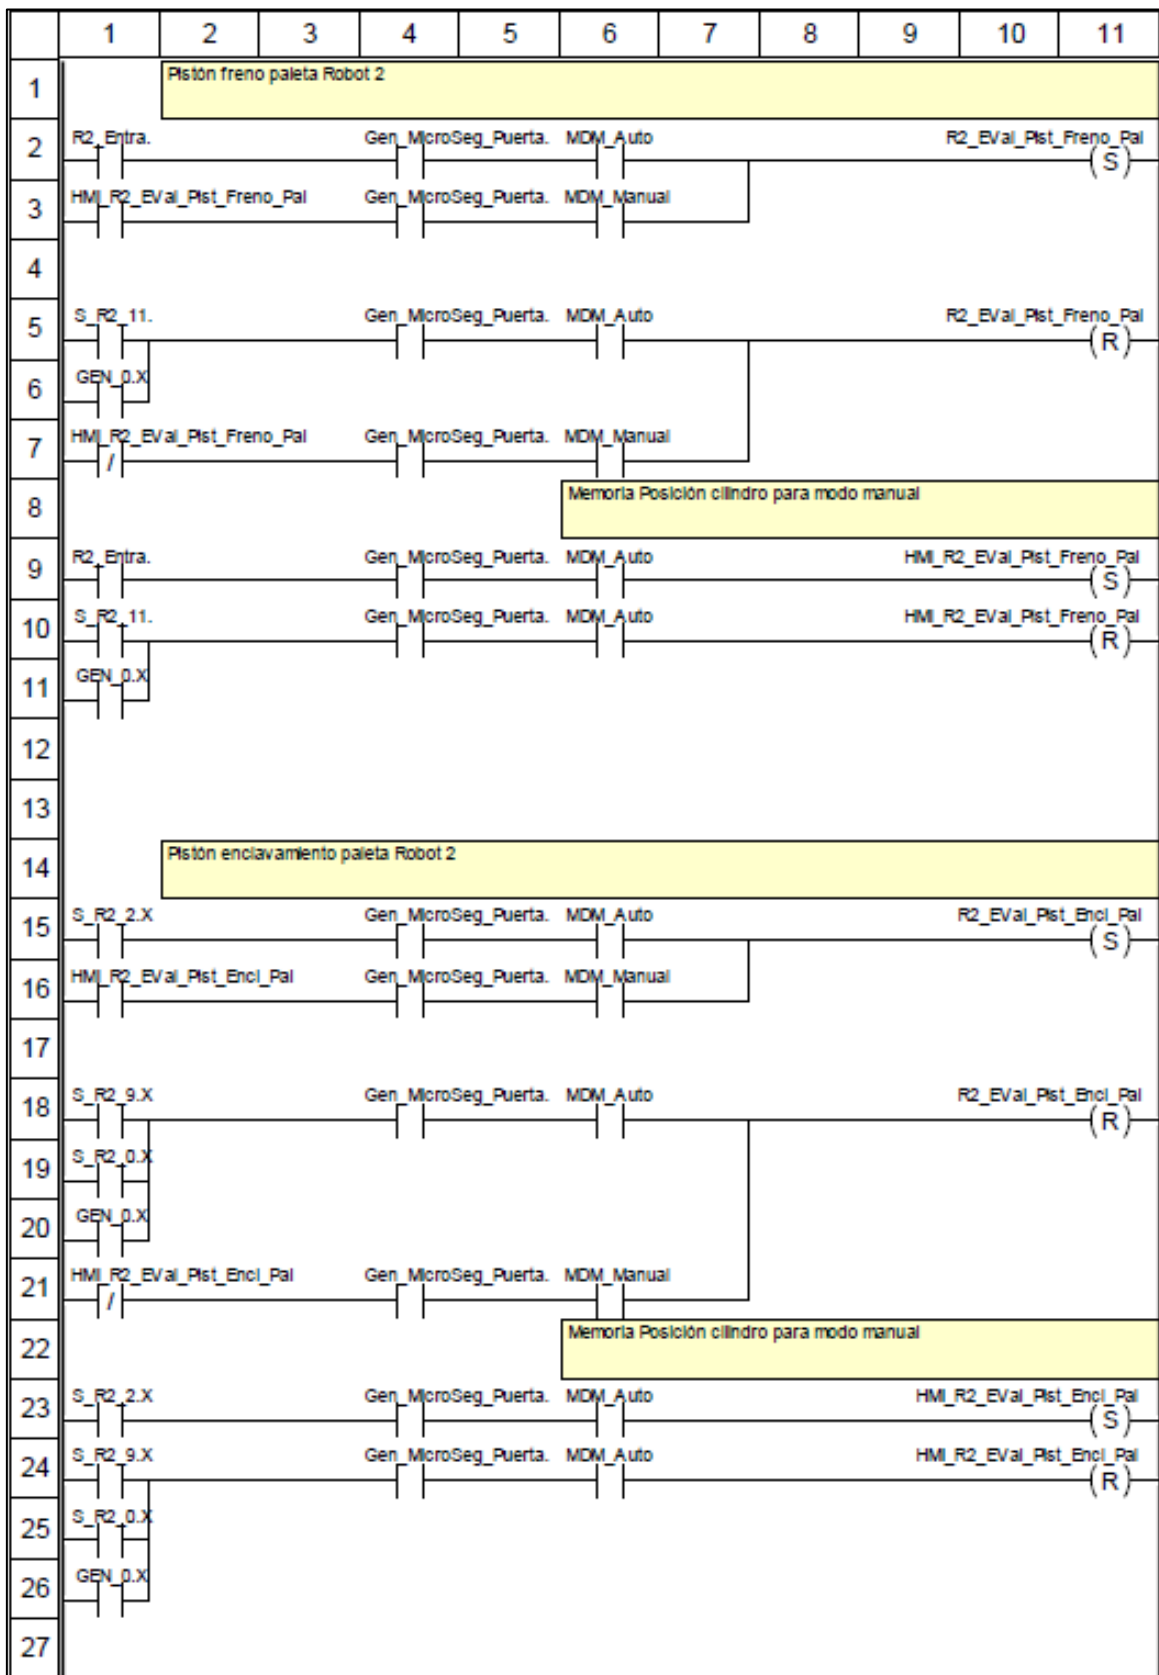 1 2 3 4 5 6 7 8 9 10 11
1 Pistón freno paleta Robot 2
R2_Entra. Gen_MicroSeg_Puerta. MDM_Auto R2_EVal_Pist_Freno_Pal
2 S
HMI_R2_EVal_Pist_Freno_Pal Gen_MicroSeg_Puerta. MDM_Manual
3
4
S_R2_11. Gen_MicroSeg_Puerta. MDM_Auto R2_EVal_Pist_Freno_Pal
5 R
GEN_0.X
6
HMI_R2_EVal_Pist_Freno_Pal Gen_MicroSeg_Puerta. MDM_Manual
7 /
8 Memoria Posición cilindro para modo manual
R2_Entra. Gen_MicroSeg_Puerta. MDM_Auto HMI_R2_EVal_Pist_Freno_Pal
9 S
S_R2_11. Gen_MicroSeg_Puerta. MDM_Auto HMI_R2_EVal_Pist_Freno_Pal
10 R
GEN_0.X
11
12
13
14 Pistón enclavamiento paleta Robot 2
S_R2_2.X Gen_MicroSeg_Puerta. MDM_Auto R2_EVal_Pist_Encl_Pal
15 S
HMI_R2_EVal_Pist_Encl_Pal Gen_MicroSeg_Puerta. MDM_Manual
16
17
S_R2_9.X Gen_MicroSeg_Puerta. MDM_Auto R2_EVal_Pist_Encl_Pal
18 R
S_R2_0.X
19
GEN_0.X
20
HMI_R2_EVal_Pist_Encl_Pal Gen_MicroSeg_Puerta. MDM_Manual
21 /
22 Memoria Posición cilindro para modo manual
S_R2_2.X Gen_MicroSeg_Puerta. MDM_Auto HMI_R2_EVal_Pist_Encl_Pal
23 S
S_R2_9.X Gen_MicroSeg_Puerta. MDM_Auto HMI_R2_EVal_Pist_Encl_Pal
24 R
S_R2_0.X
25
GEN_0.X
26
27